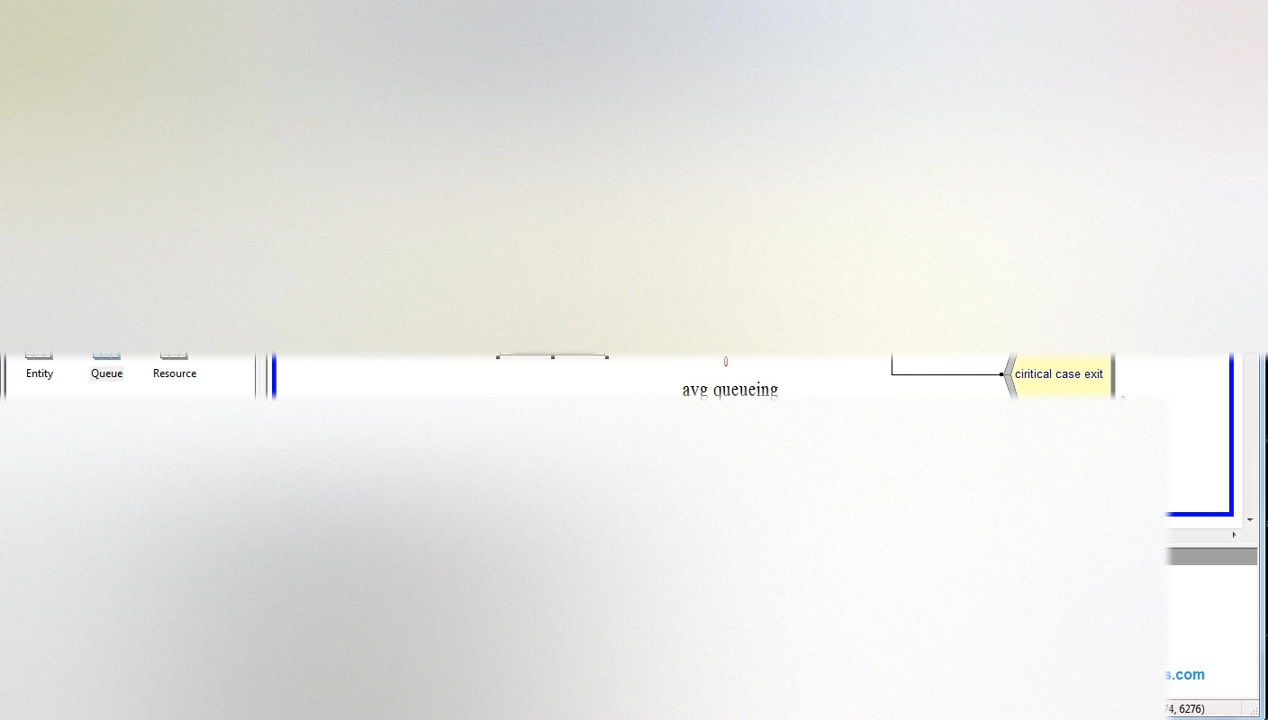 0
Entity Queue Resource
ciritical case exit
avg queueing
s.com
4, 6276)